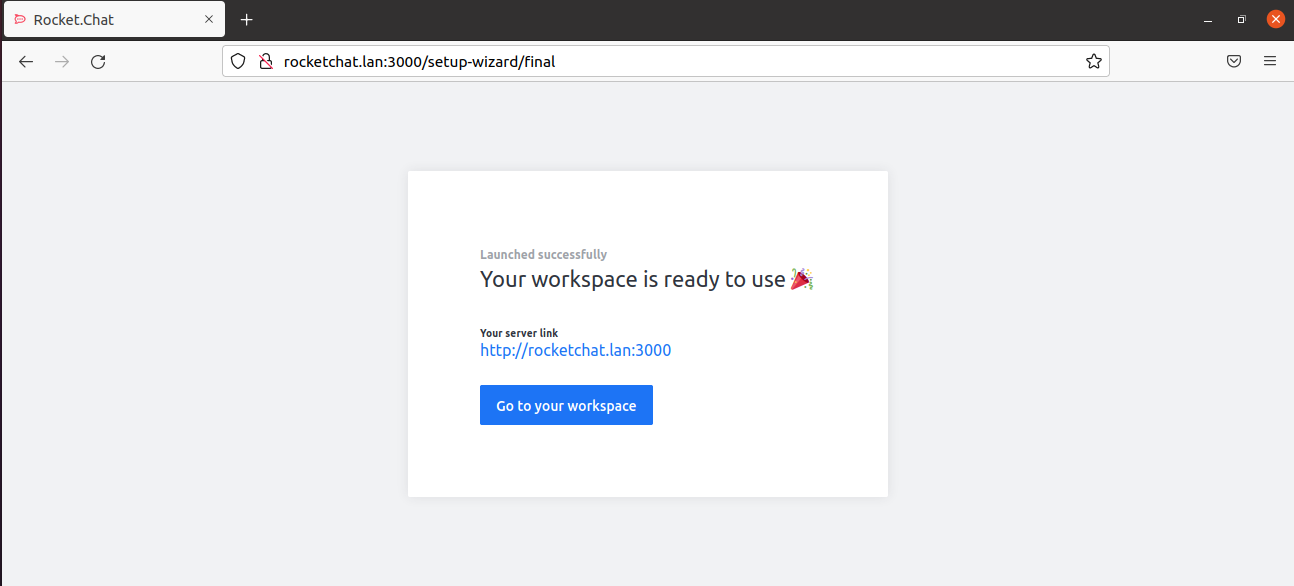 Rocket.Chat
rocketchat.lan:3000/setup-wizard/final
Launched successfully
Your workspace is ready to use 🎉
Your server link
http://rocketchat.lan:3000
Go to your workspace